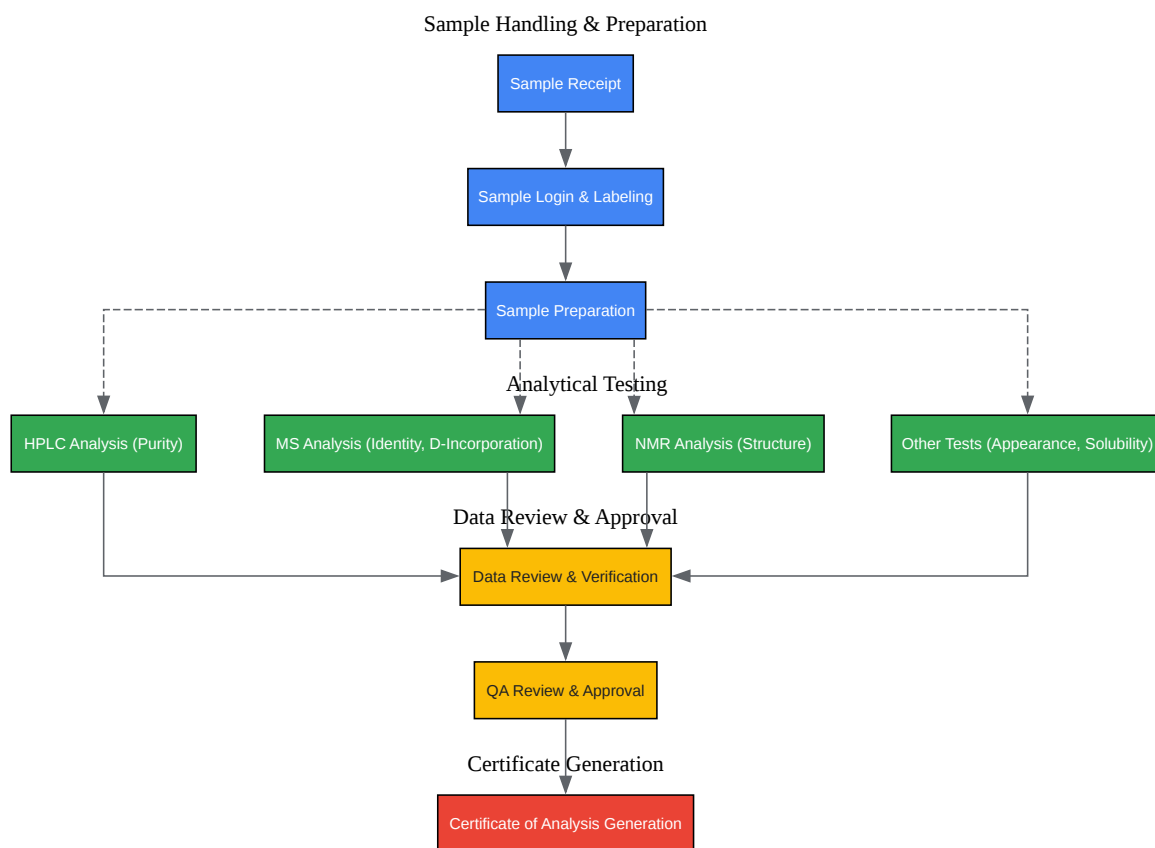 Sample Handling & Preparation
Sample Receipt
Sample Login & Labeling
Sample Preparation
Analytical Testing
HPLC Analysis (Purity)
MS Analysis (Identity, D-Incorporation)
NMR Analysis (Structure)
Other Tests (Appearance, Solubility)
Data Review & Approval
Data Review & Verification
QA Review & Approval
Certificate Generation
Certificate of Analysis Generation